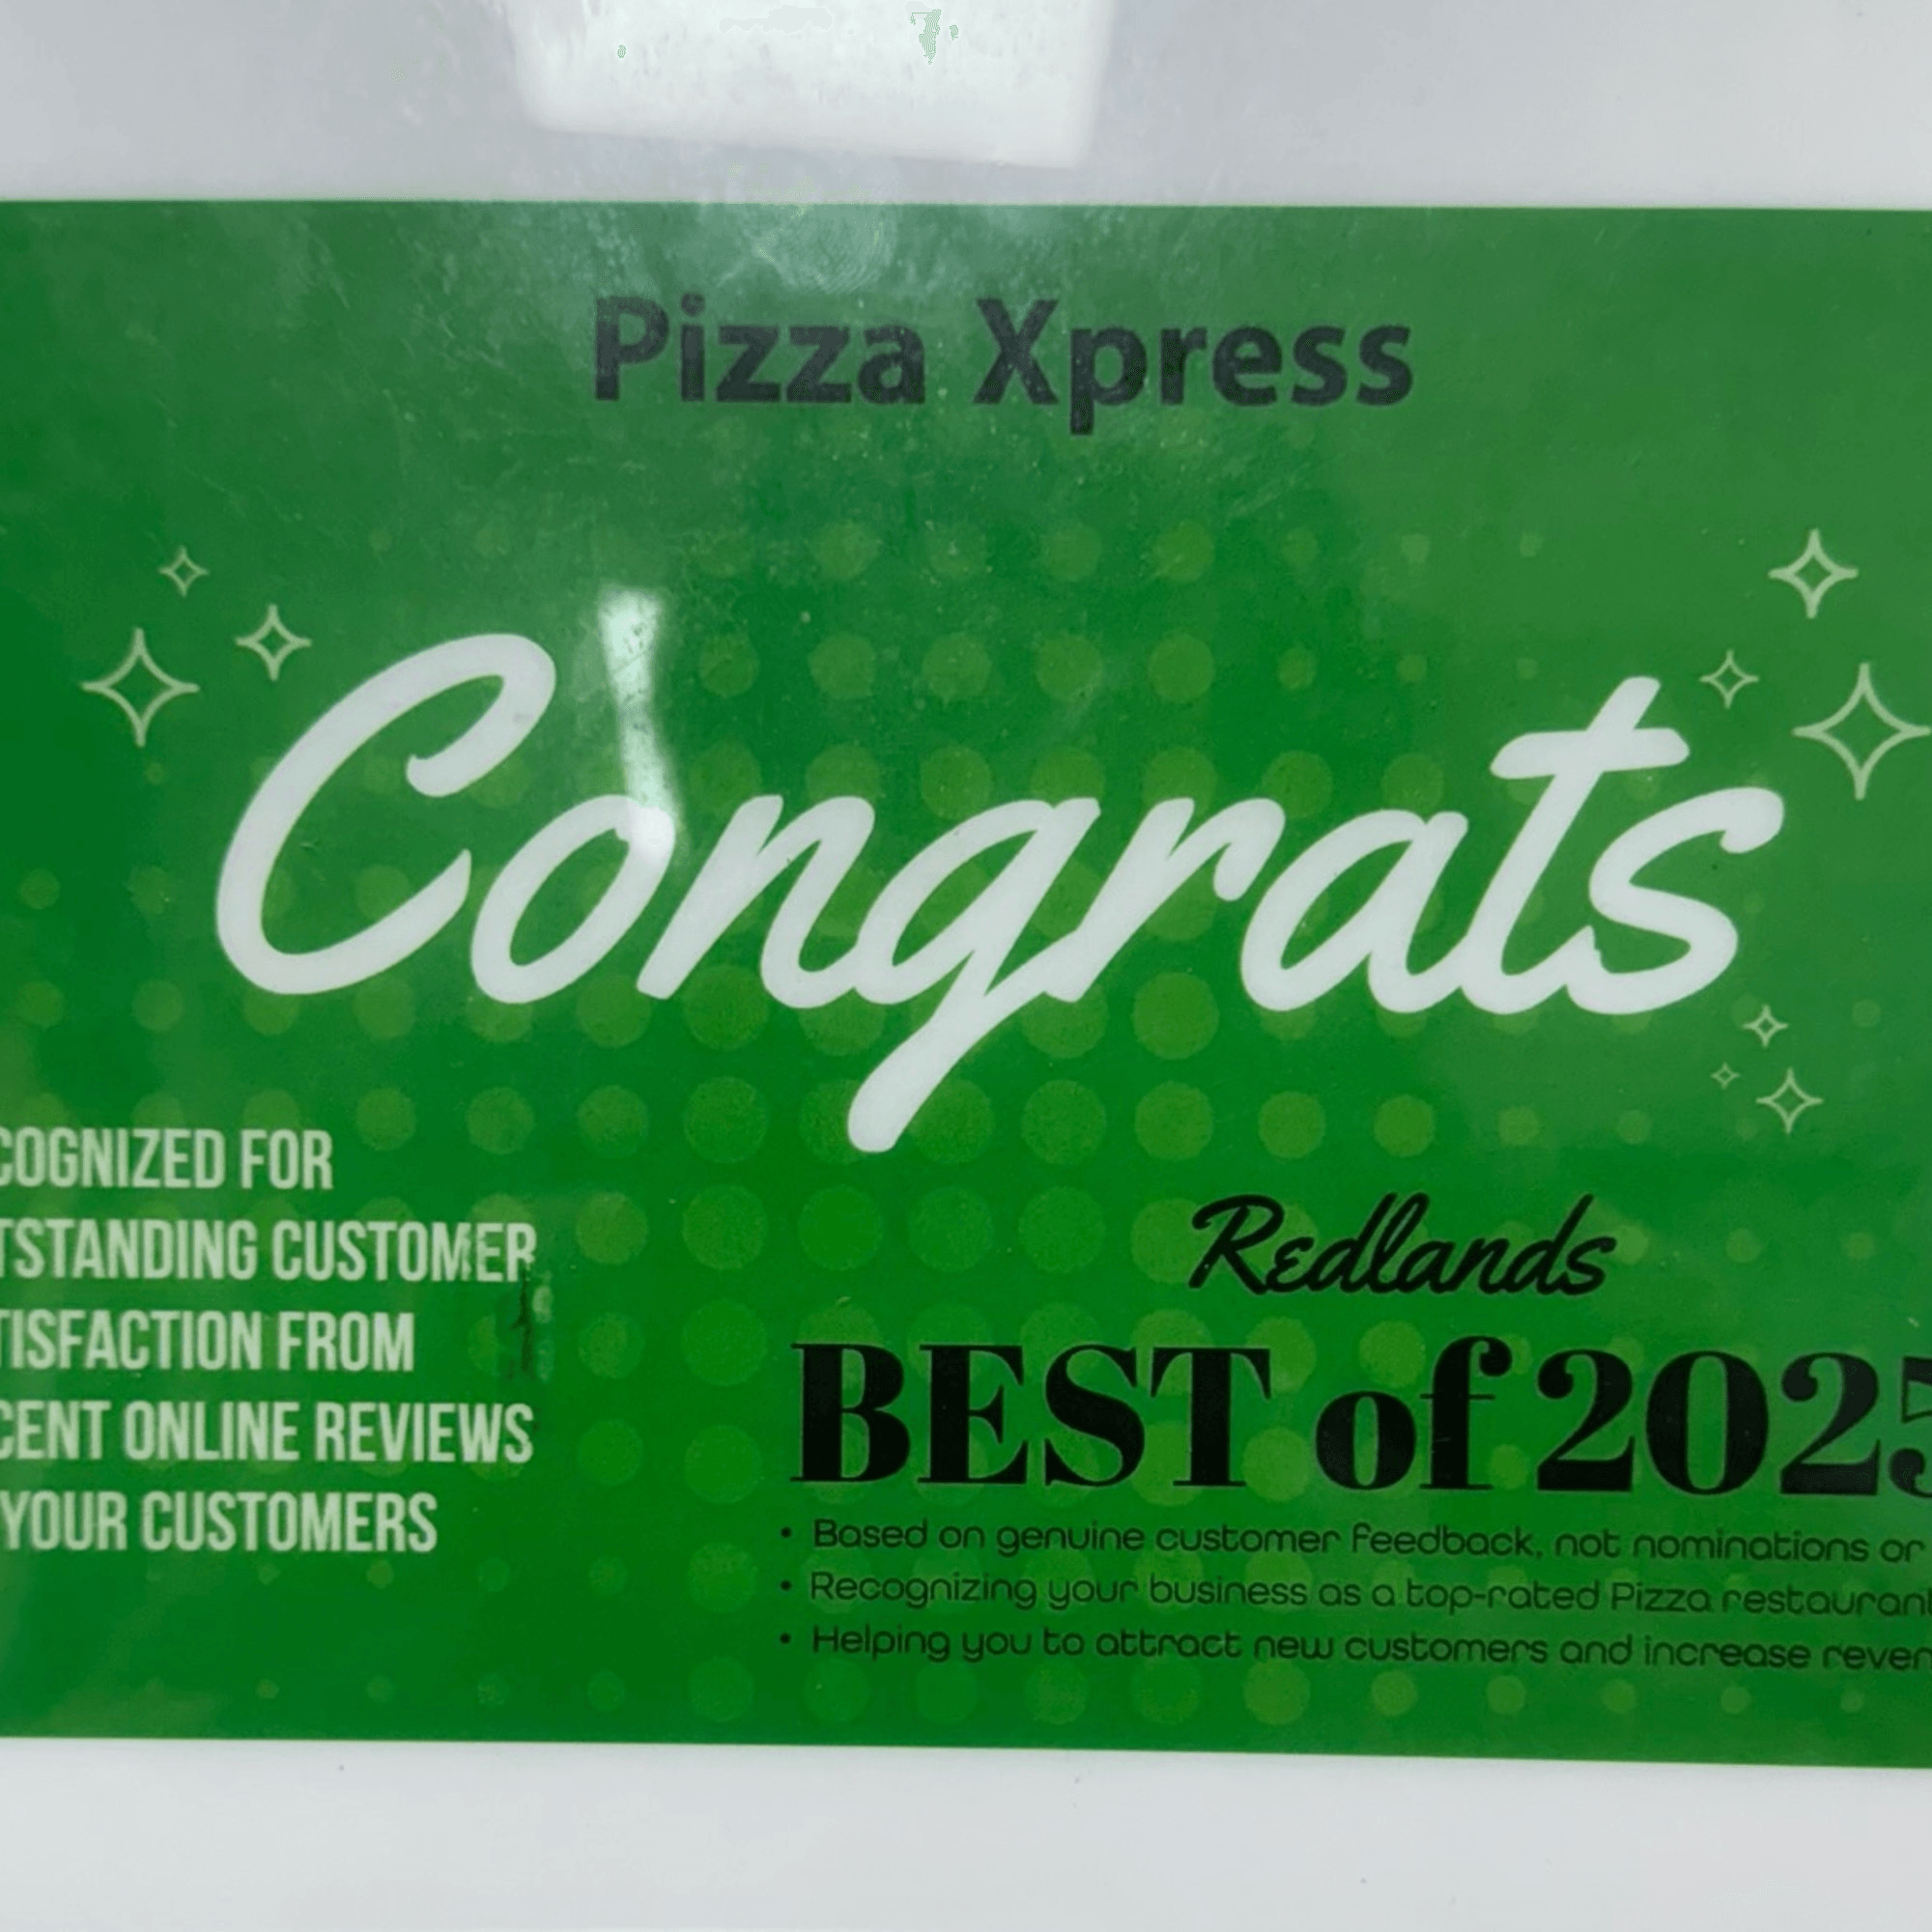 Pizza Xpress
Congrats
COGNIZED FOR
TSTANDING CUSTOMER
TISFACTION FROM
CENT ONLINE REVIEWS
YOUR CUSTOMERS
Redlands
BEST of 2025
• Based on genuine customer feedback, not nominations or
• Recognizing your business as a top-rated Pizza restaurant
• Helping you to attract new customers and increase reven